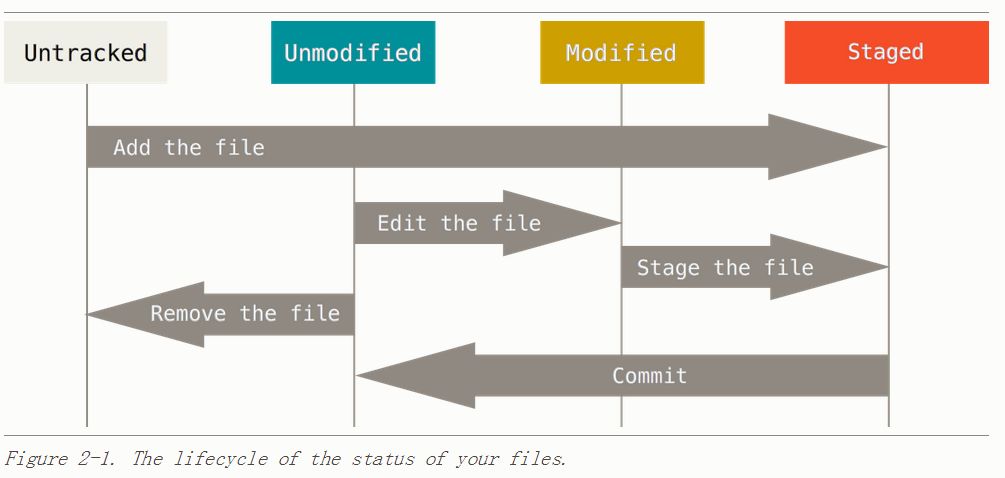 Untracked
Unmodified
Modified
Staged
Add the file
Edit the file
Stage the file
Remove the file
Commit
Figure 2-1. The lifecycle of the status of your files.